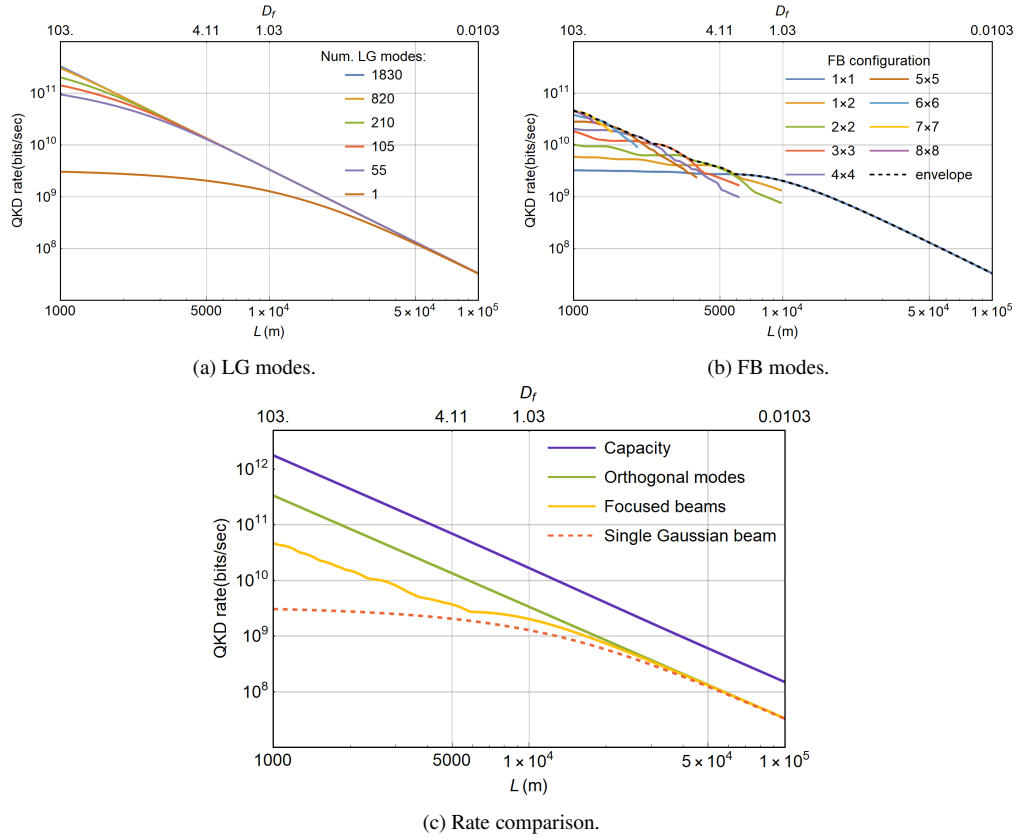 D_f
103.
4.11
1.03
0.0103
QKD rate(bits/sec)
10^11
10^10
10^9
10^8
Num. LG modes:
1830
820
210
105
55
1
1000
5000
1×10^4
5×10^4
1×10^5
L (m)
(a) LG modes.
D_f
103.
4.11
1.03
0.0103
QKD rate(bits/sec)
10^11
10^10
10^9
10^8
FB configuration
1×1
5×5
1×2
6×6
2×2
7×7
3×3
8×8
4×4
envelope
1000
5000
1×10^4
5×10^4
1×10^5
L (m)
(b) FB modes.
D_f
103.
4.11
1.03
0.0103
QKD rate(bits/sec)
10^12
10^11
10^10
10^9
10^8
Capacity
Orthogonal modes
Focused beams
Single Gaussian beam
1000
5000
1×10^4
5×10^4
1×10^5
L (m)
(c) Rate comparison.